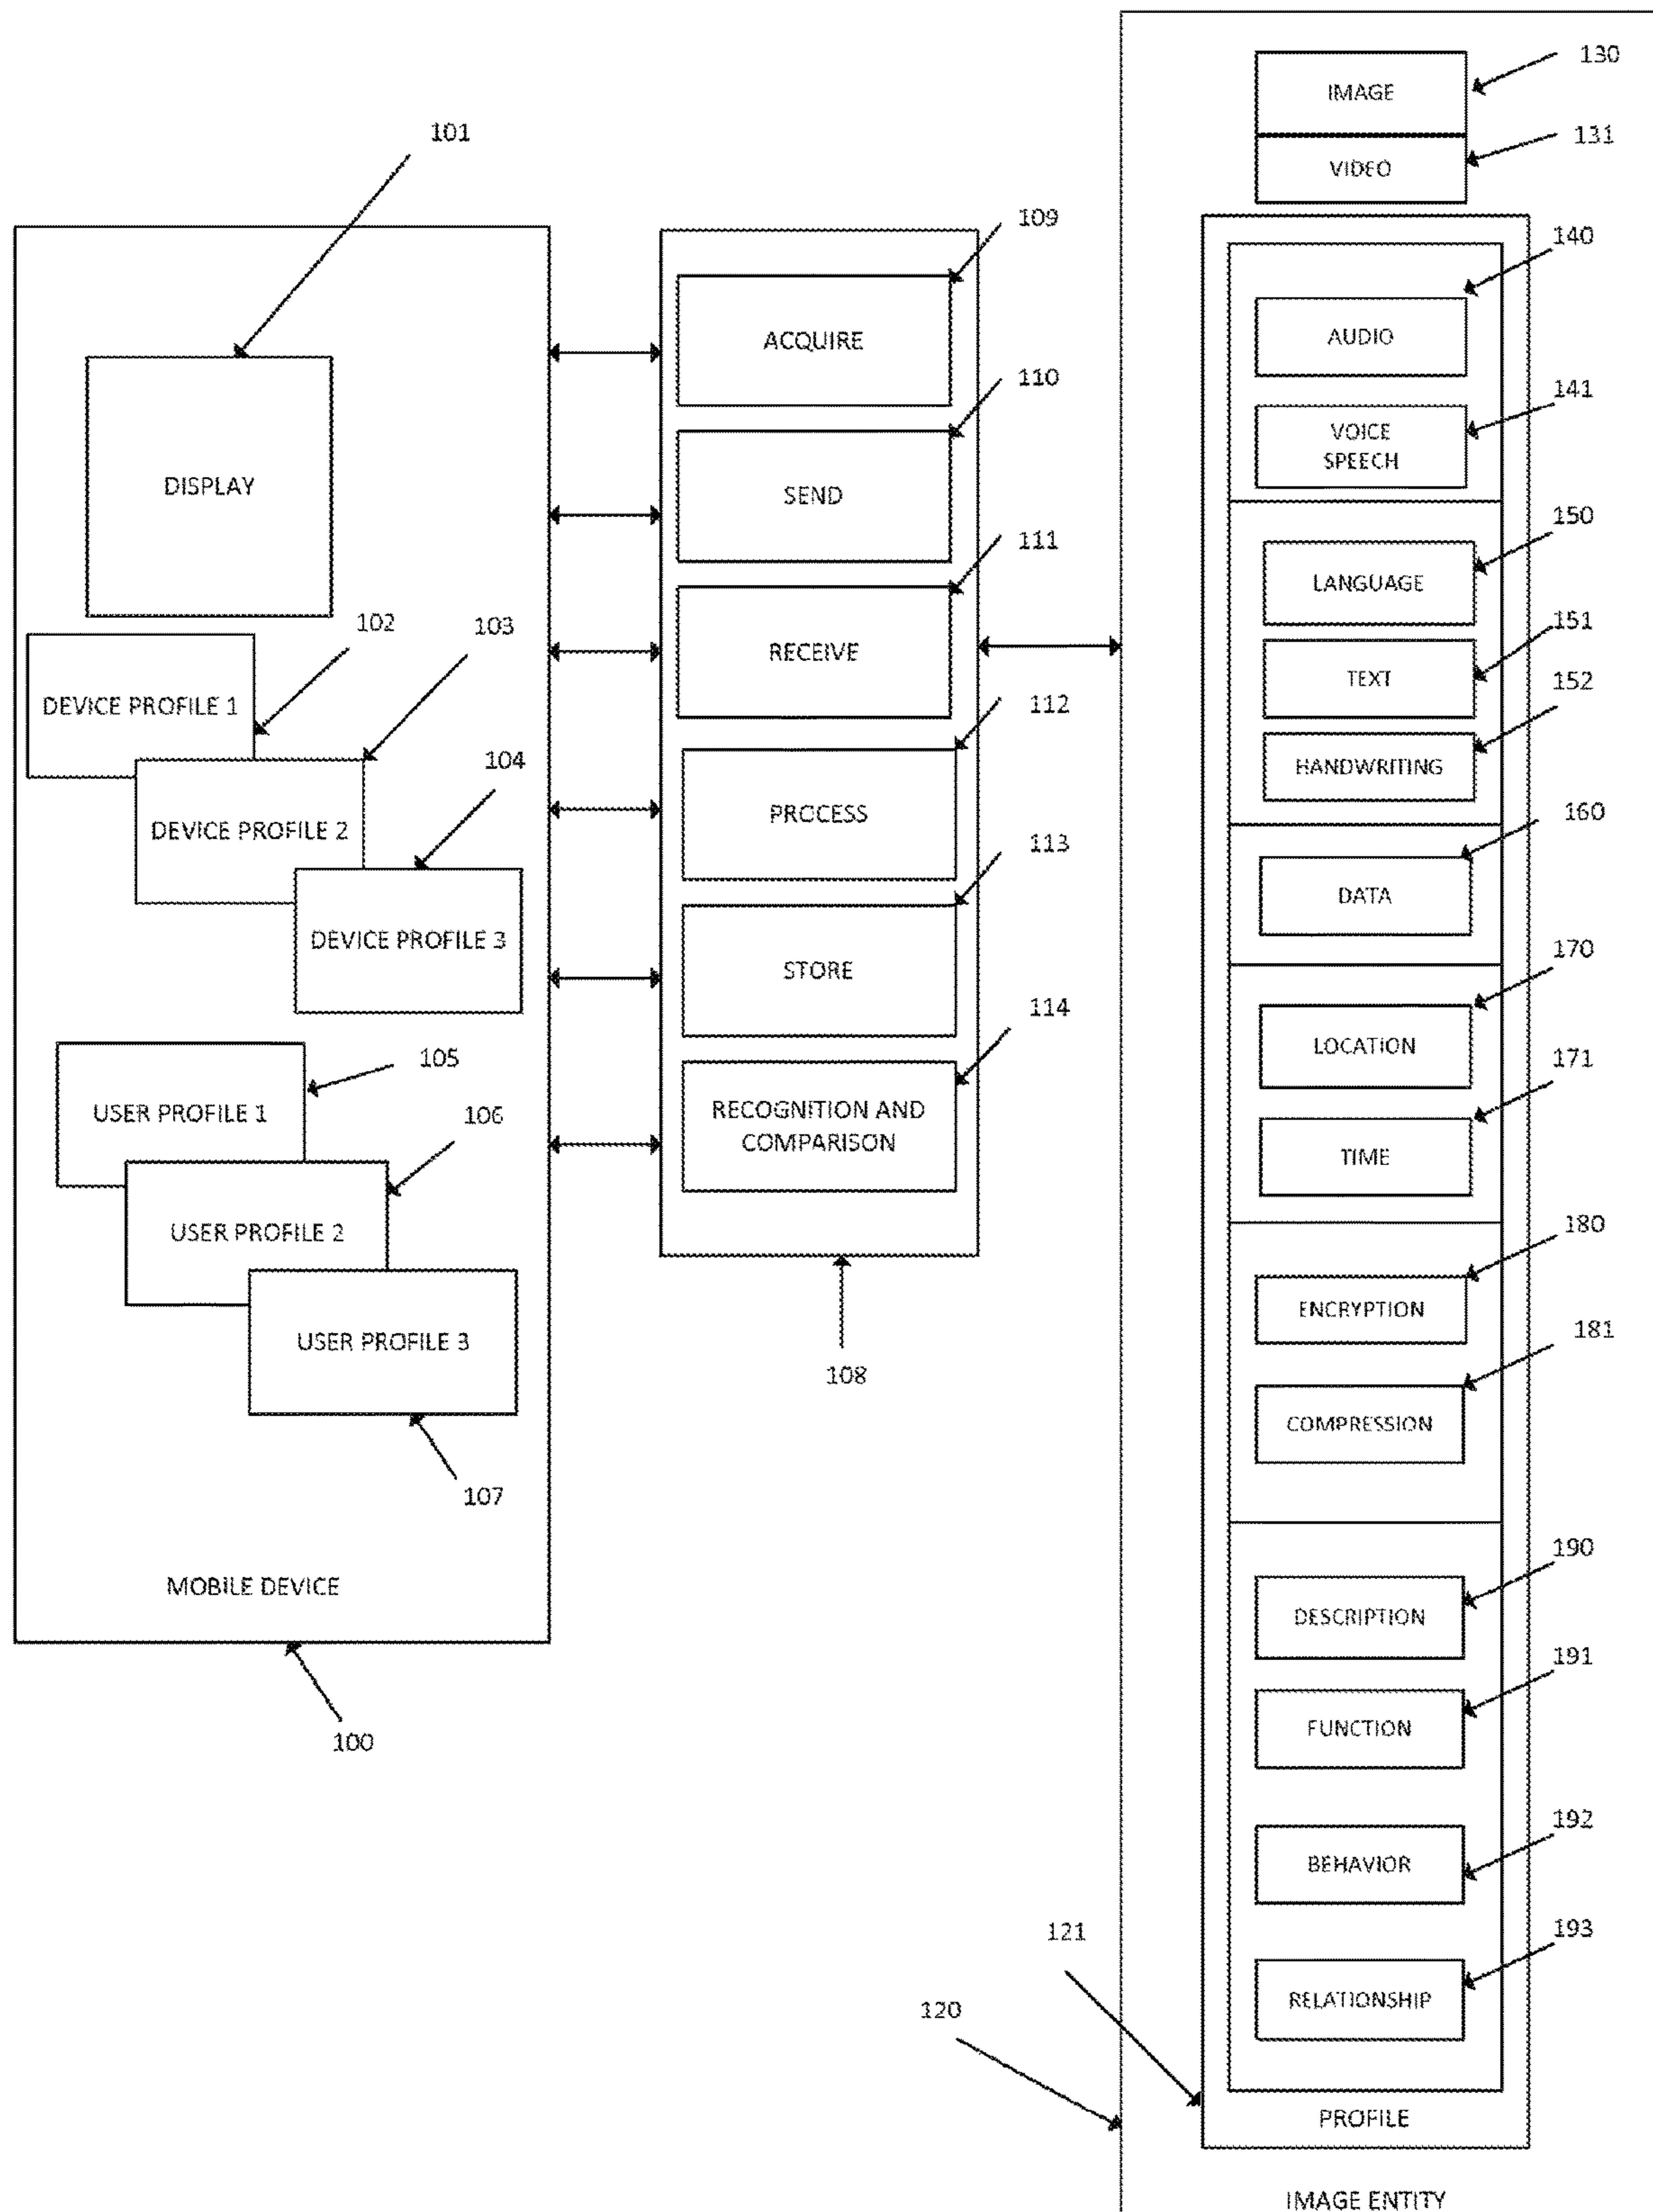 101
DISPLAY
102
103
DEVICE PROFILE 1
104
DEVICE PROFILE 2
DEVICE PROFILE 3
105
USER PROFILE 1
106
USER PROFILE 2
USER PROFILE 3
107
MOBILE DEVICE
100
109
ACQUIRE
110
SEND
111
RECEIVE
112
PROCESS
113
STORE
114
RECOGNITION AND
COMPARISON
108
130
IMAGE
131
VIDEO
140
AUDIO
141
VOICE
SPEECH
150
LANGUAGE
151
TEXT
152
HANDWRITING
160
DATA
170
LOCATION
171
TIME
180
ENCRYPTION
181
COMPRESSION
190
DESCRIPTION
191
FUNCTION
192
BEHAVIOR
193
RELATIONSHIP
121
120
PROFILE
IMAGE ENTITY